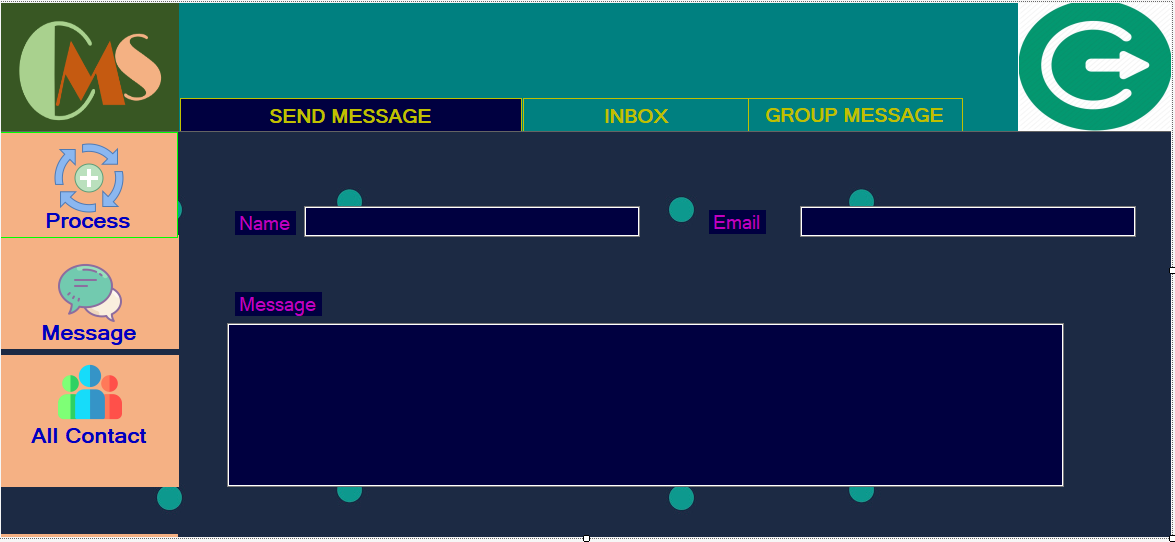 CMS
SEND MESSAGE
INBOX
GROUP MESSAGE
Process
Name
Email
Message
Message
All Contact